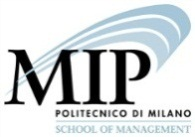 MIP
POLITECNICO DI MILANO
SCHOOL OF MANAGEMENT